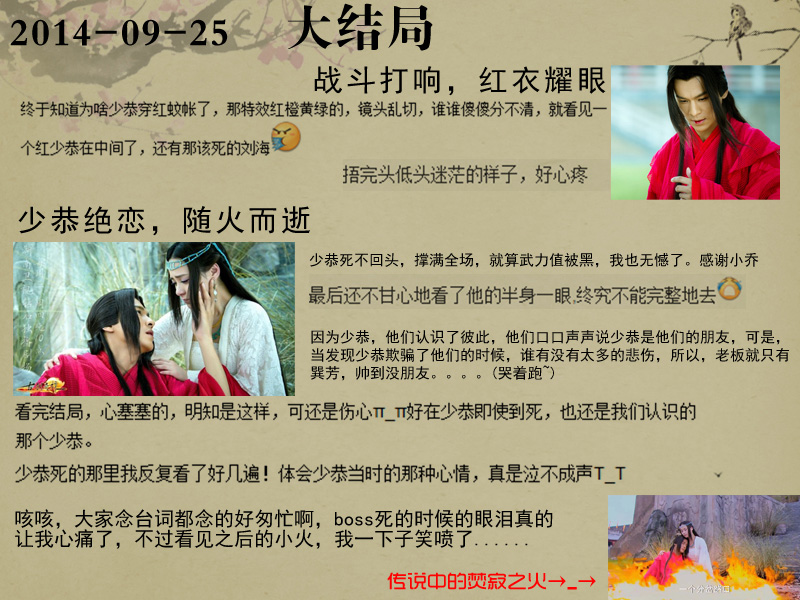 2014-09-25 大结局
战斗打响，红衣耀眼
终于知道为啥少恭穿红蚊帐了，那特效红橙黄绿的，镜头乱切，谁谁傻傻分不清，就看见一
个红少恭在中间了，还有那该死的刘海
捂完头低头迷茫的样子，好心疼
少恭绝恋，随火而逝
少恭死不回头，撑满全场，就算武力值被黑，我也无憾了。感谢小乔
最后还不甘心地看了他的半身一眼,终究不能完整地去
因为少恭，他们认识了彼此，他们口口声声说少恭是他们的朋友，可是，
当发现少恭欺骗了他们的时候，谁有没有太多的悲伤，所以，老板就只有
巽芳，帅到没朋友。。。。(哭着跑~)
看完结局，心塞塞的，明知是这样，可还是伤心π_π好在少恭即使到死，也还是我们认识的
那个少恭。
少恭死的那里我反复看了好几遍！体会少恭当时的那种心情，真是泣不成声T_T
咳咳，大家念台词都念的好匆忙啊，boss死的时候的眼泪真的
让我心痛了，不过看见之后的小火，我一下子笑喷了......
传说中的焚寂之火→_→